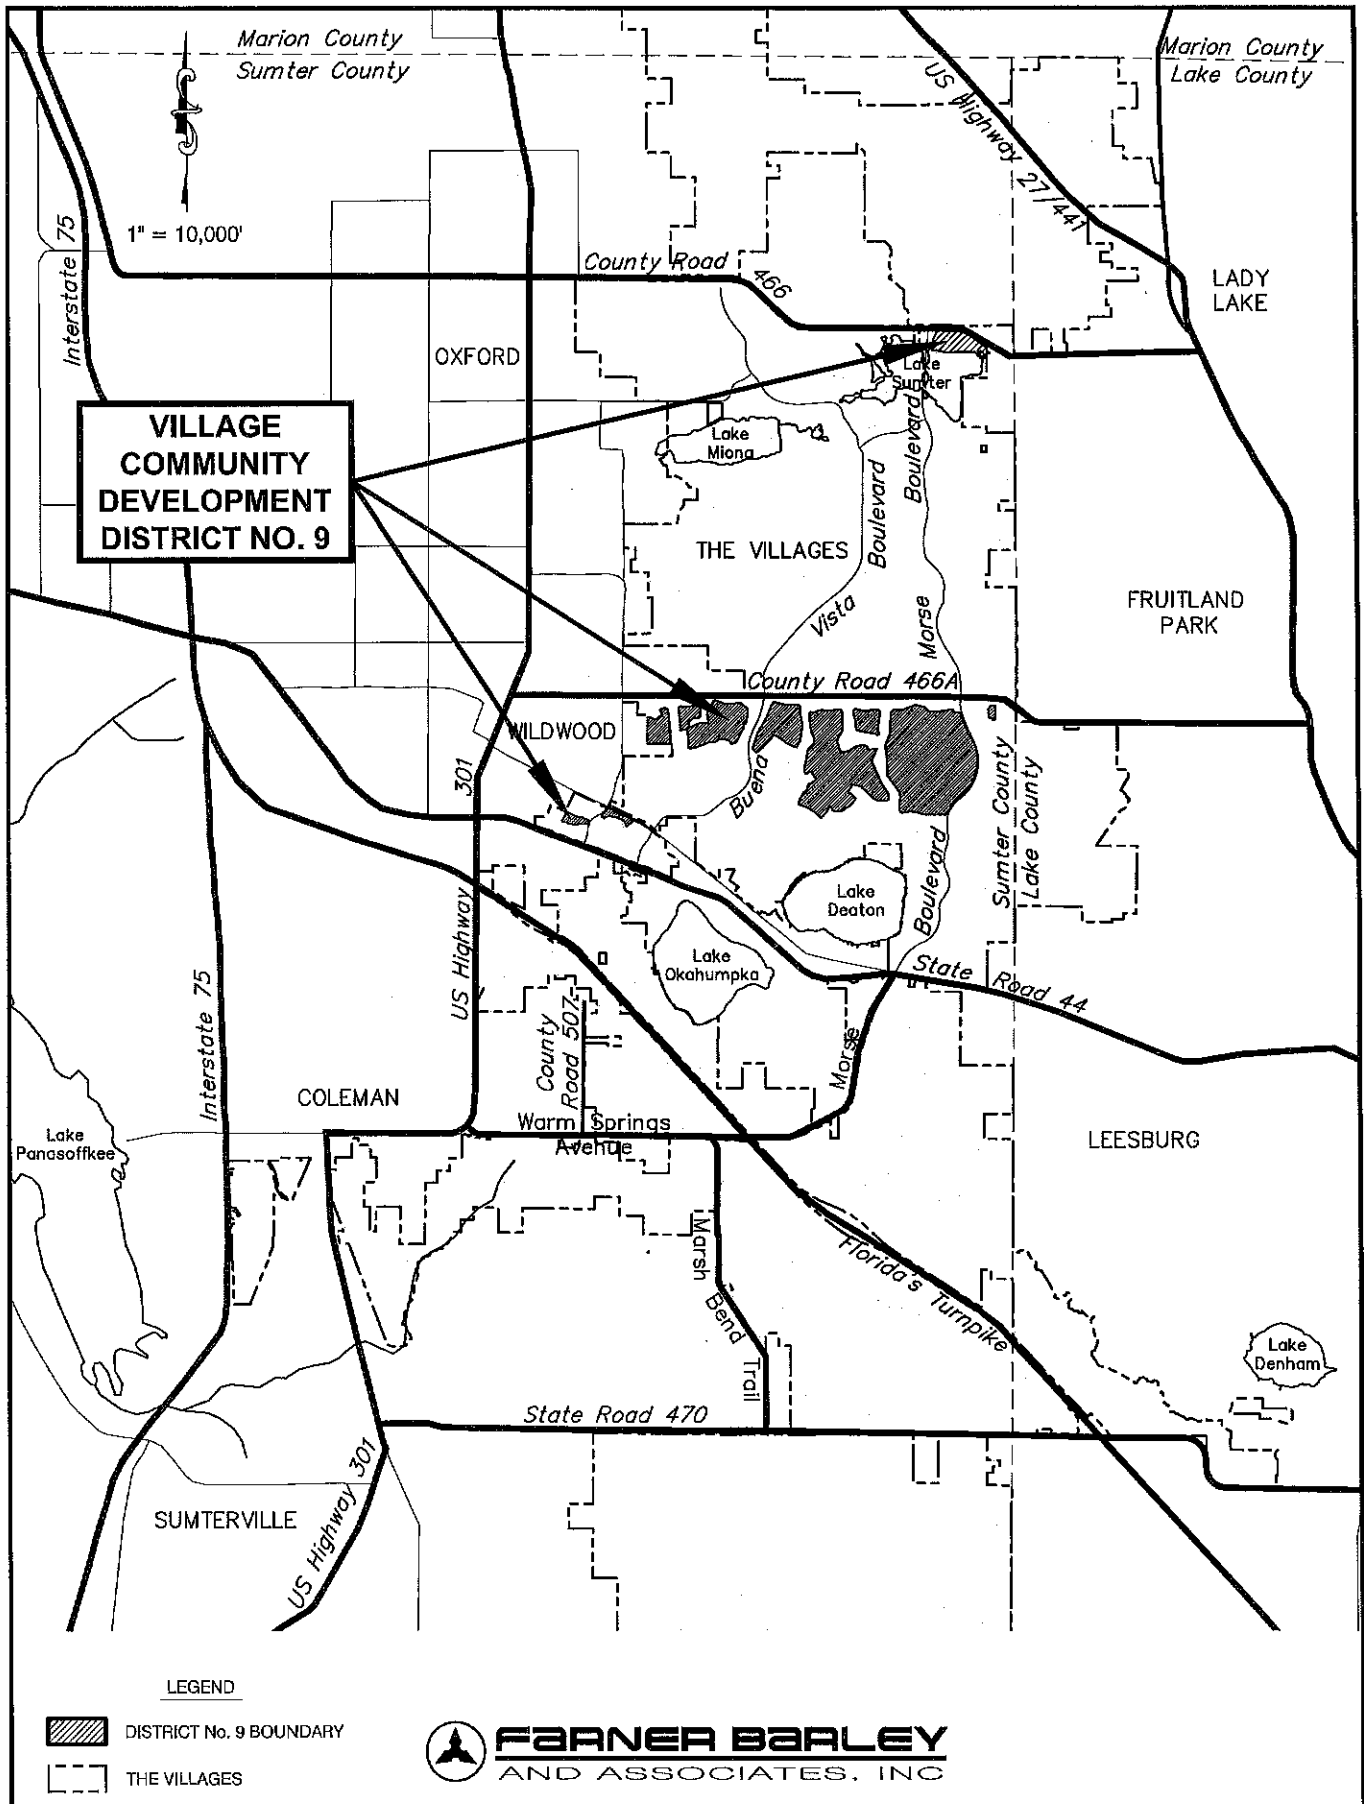 Marion County
Sumter County
Marion County
Lake County
US Highway 27/441
1" = 10,000'
Interstate 75
County Road 466
LADY
LAKE
OXFORD
Lake
Sumter
VILLAGE
COMMUNITY
DEVELOPMENT
DISTRICT NO. 9
Lake
Miona
Boulevard
Boulevard
THE VILLAGES
Vista
Morse
FRUITLAND
PARK
County Road 466A
WILDWOOD
301
Buena
Sumter County
Lake County
Lake
Deaton
Boulevard
US Highway
Lake
Okahumpka
State Road 44
Interstate 75
County
Road 507
Morse
COLEMAN
Warm Springs
Avenue
Lake
Panasoffkee
LEESBURG
Marsh Bend Trail
Florida's Turnpike
Lake
Denham
State Road 470
US Highway 301
SUMTERVILLE
LEGEND
DISTRICT No. 9 BOUNDARY
THE VILLAGES
FARNER BARLEY
AND ASSOCIATES, INC